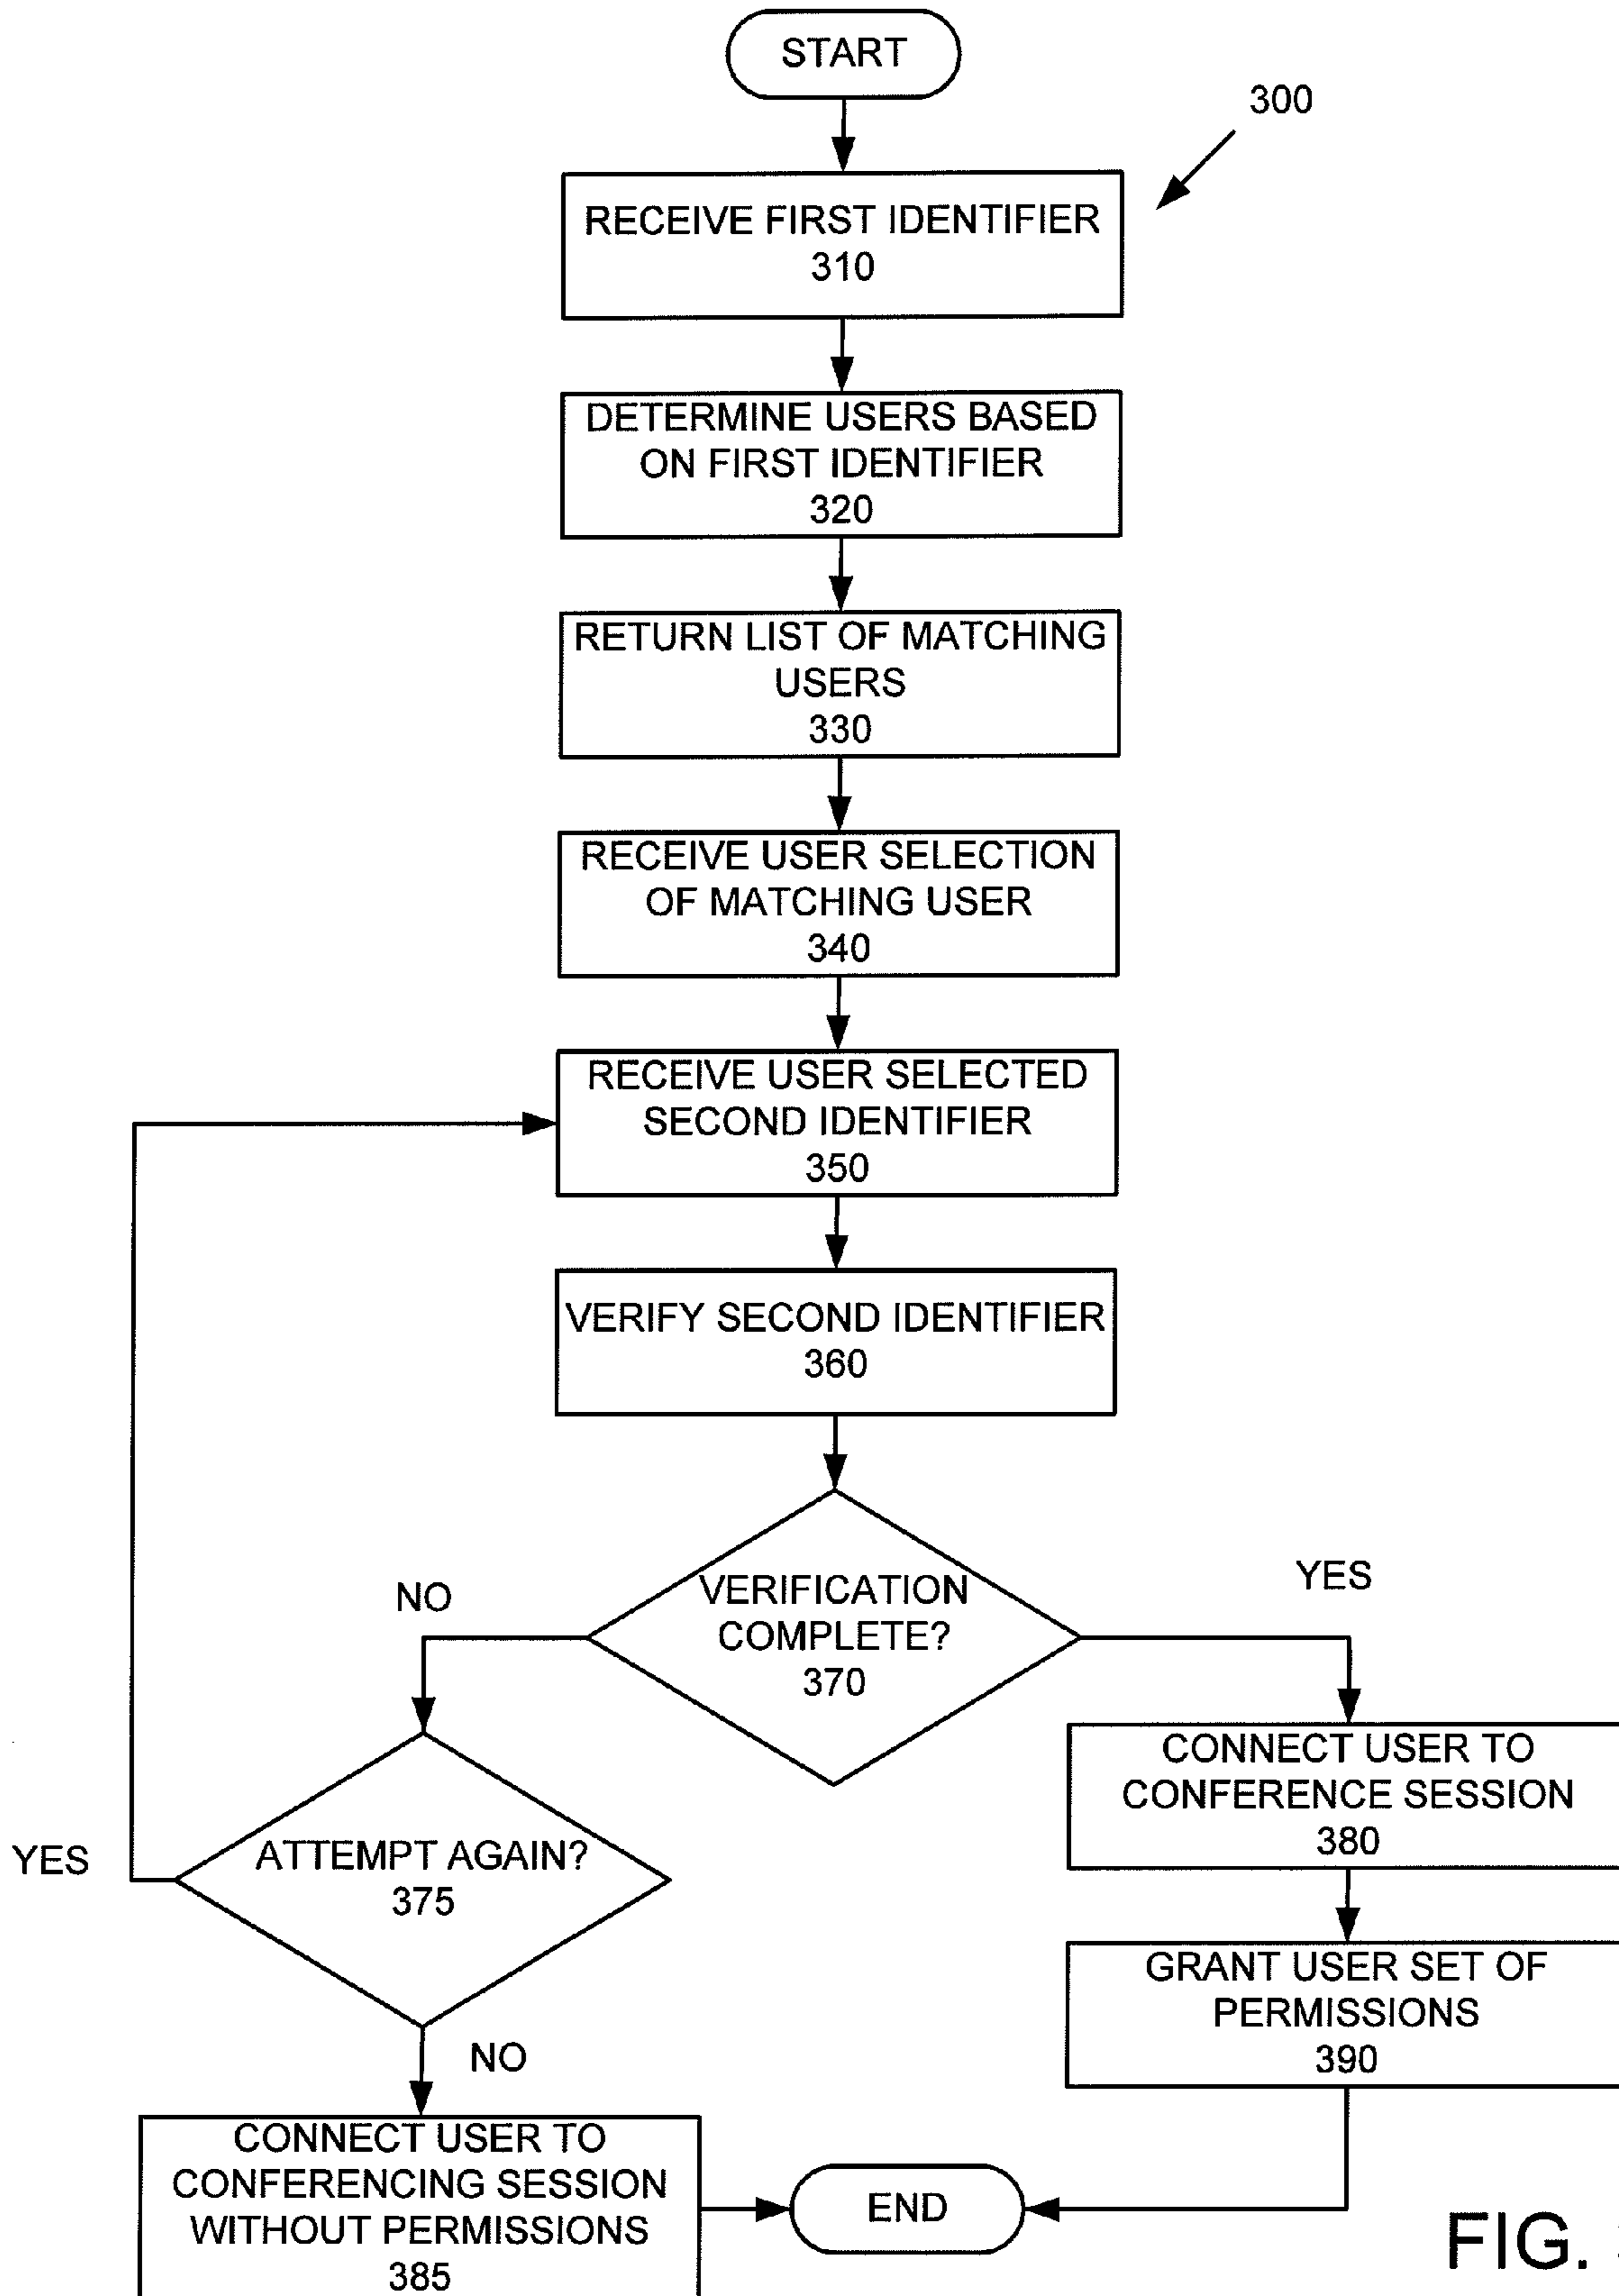 START
300
RECEIVE FIRST IDENTIFIER
310
DETERMINE USERS BASED
ON FIRST IDENTIFIER
320
RETURN LIST OF MATCHING
USERS
330
RECEIVE USER SELECTION
OF MATCHING USER
340
RECEIVE USER SELECTED
SECOND IDENTIFIER
350
VERIFY SECOND IDENTIFIER
360
VERIFICATION
COMPLETE?
370
NO
YES
CONNECT USER TO
CONFERENCE SESSION
380
ATTEMPT AGAIN?
375
YES
GRANT USER SET OF
PERMISSIONS
390
NO
CONNECT USER TO
CONFERENCING SESSION
WITHOUT PERMISSIONS
385
END
FIG.